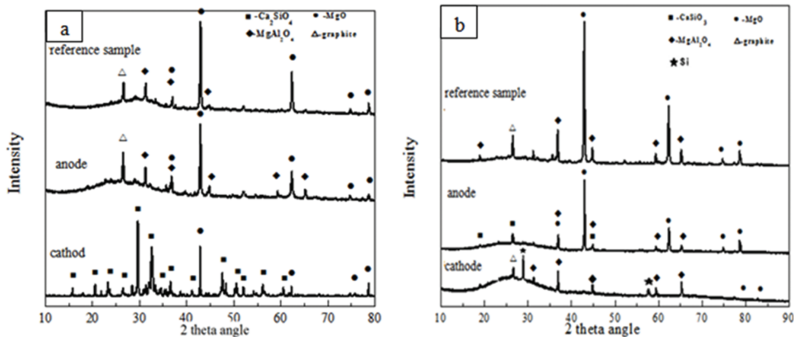 a
■ -Ca₂SiO₄ ● -MgO
◆ -MgAl₂O₄ △ -graphite
reference sample
anode
cathod
Intensity
10 20 30 40 50 60 70 80
2 theta angle
b
■ -CaSiO₃ ● -MgO
◆ -MgAl₂O₄ △ -graphite
★ Si
reference sample
anode
cathode
Intensity
10 20 30 40 50 60 70 80 90
2 theta angle